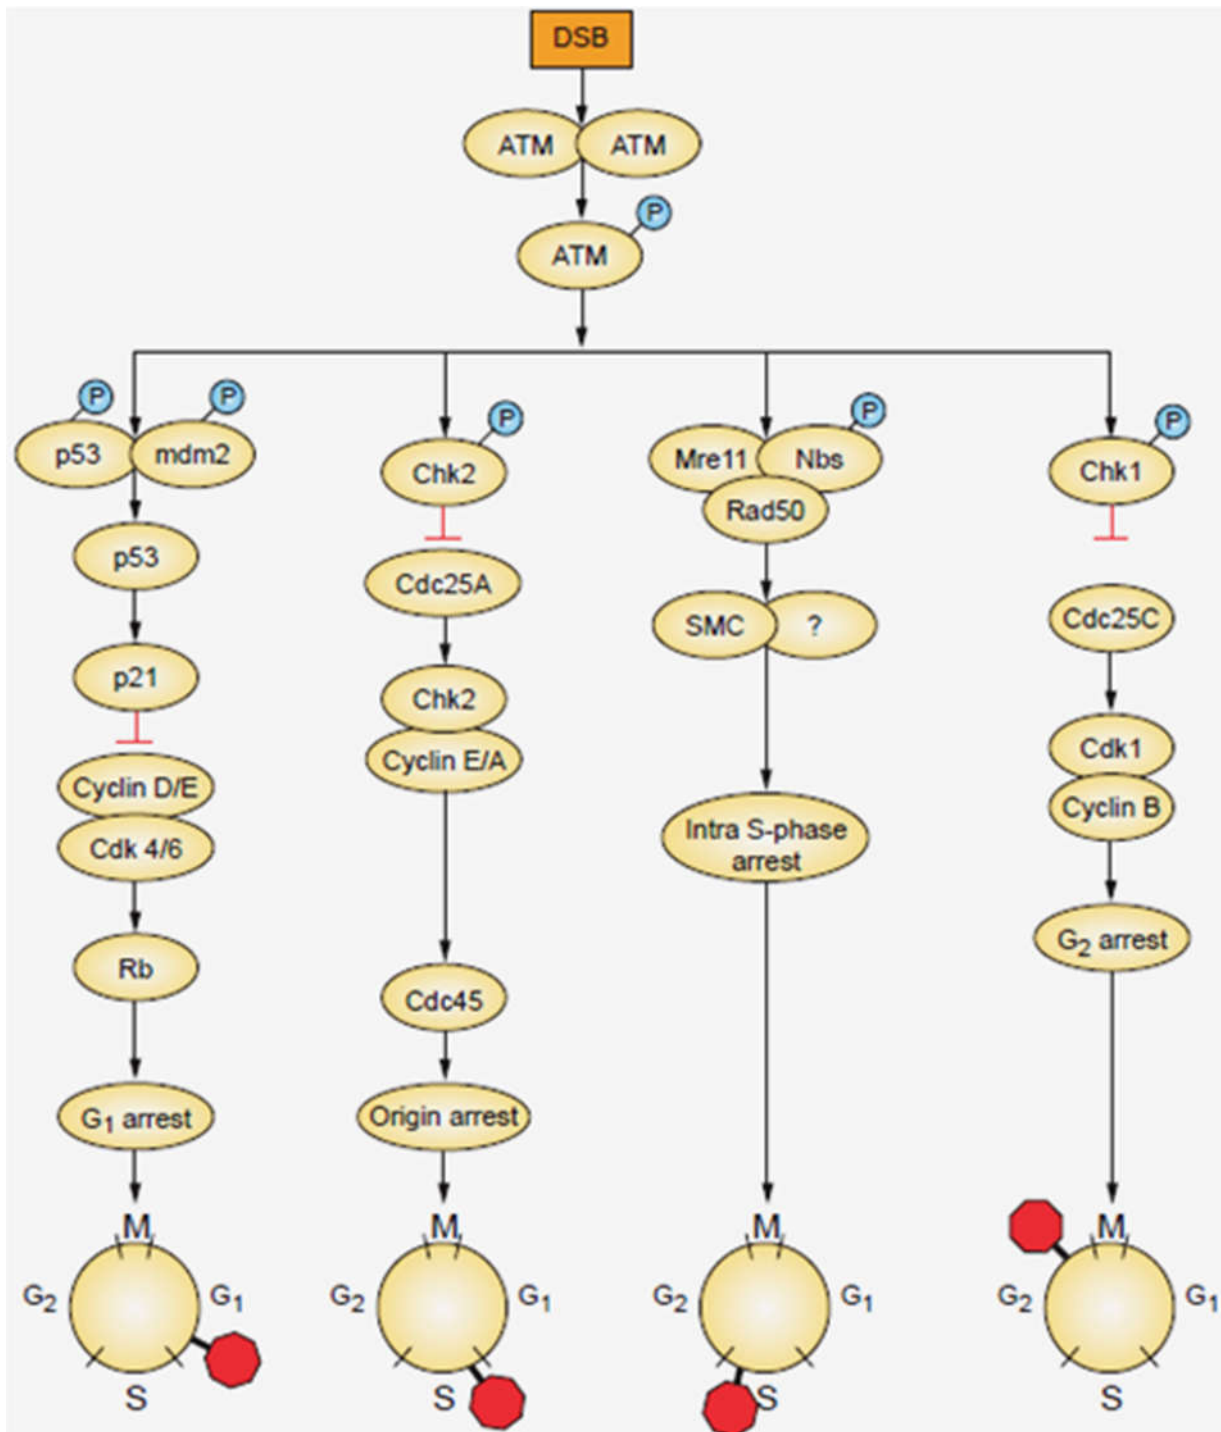 DSB
ATM ATM
P
ATM
P P
p53 mdm2
p53
p21
Cyclin D/E
Cdk 4/6
Rb
G1 arrest
M
G2 G1
S
P
Chk2
Cdc25A
Chk2
Cyclin E/A
Cdc45
Origin arrest
M
G2 G1
S
P
Mre11 Nbs
Rad50
SMC ?
Intra S-phase
arrest
M
G2 G1
S
P
Chk1
Cdc25C
Cdk1
Cyclin B
G2 arrest
M
G2 G1
S